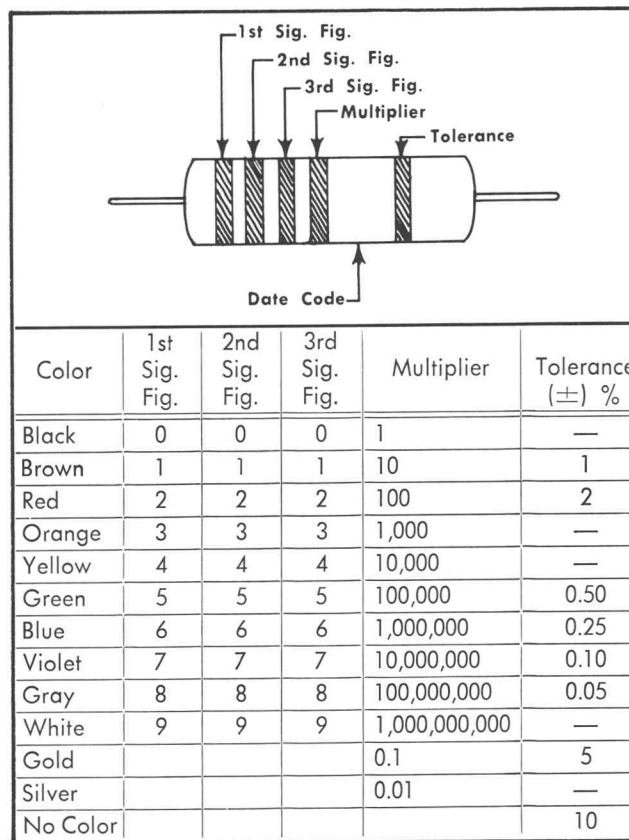 1st Sig. Fig.
2nd Sig. Fig.
3rd Sig. Fig.
Multiplier
Tolerance
Date Code
Color 1st Sig. Fig. 2nd Sig. Fig. 3rd Sig. Fig. Multiplier Tolerance (±) %
Black 0 0 0 1 —
Brown 1 1 1 10 1
Red 2 2 2 100 2
Orange 3 3 3 1,000 —
Yellow 4 4 4 10,000 —
Green 5 5 5 100,000 0.50
Blue 6 6 6 1,000,000 0.25
Violet 7 7 7 10,000,000 0.10
Gray 8 8 8 100,000,000 0.05
White 9 9 9 1,000,000,000 —
Gold 0.1 5
Silver 0.01 —
No Color 10